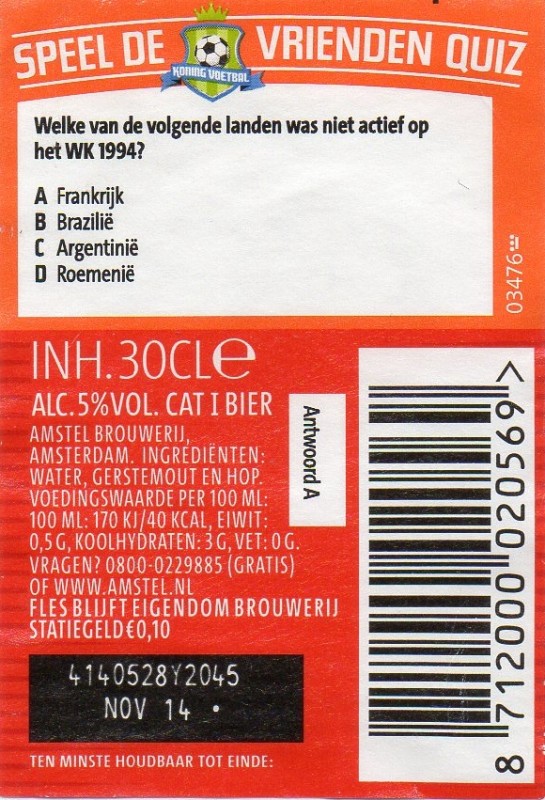 SPEEL DE VRIENDEN QUIZ
KONING VOETBAL
Welke van de volgende landen was niet actief op
het WK 1994?
A Frankrijk
B Brazilië
C Argentinië
D Roemenië
03476
INH.30CL℮
ALC.5%VOL. CAT I BIER
AMSTEL BROUWERIJ,
AMSTERDAM. INGREDIËNTEN:
WATER, GERSTEMOUT EN HOP.
VOEDINGSWAARDE PER 100 ML:
100 ML: 170 KJ/40 KCAL, EIWIT:
0,5G, KOOLHYDRATEN: 3G, VET: 0G.
VRAGEN? 0800-0229885 (GRATIS)
OF WWW.AMSTEL.NL
FLES BLIJFT EIGENDOM BROUWERIJ
STATIEGELD €0,10
Antwoord A
4140528Y2045
NOV 14 •
TEN MINSTE HOUDBAAR TOT EINDE:
8 712000 020569 >